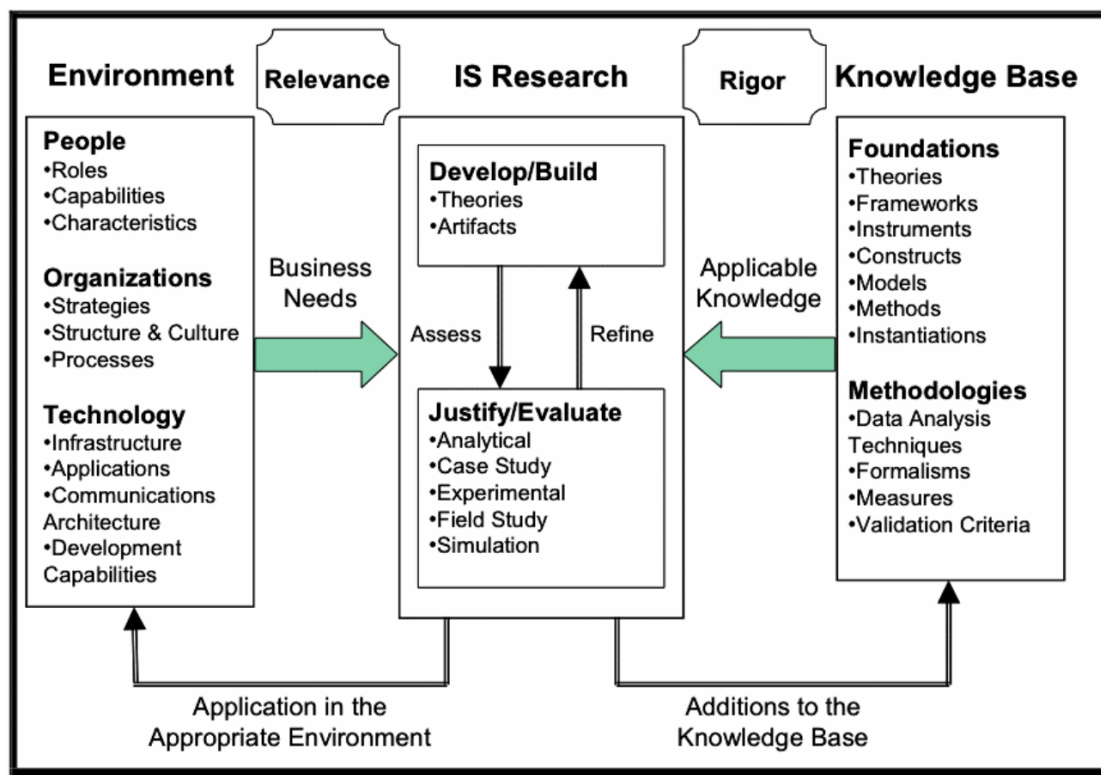 Environment
Relevance
IS Research
Rigor
Knowledge Base
People
•Roles
•Capabilities
•Characteristics
Organizations
•Strategies
•Structure & Culture
•Processes
Technology
•Infrastructure
•Applications
•Communications
Architecture
•Development
Capabilities
Business
Needs
Develop/Build
•Theories
•Artifacts
Assess
Refine
Justify/Evaluate
•Analytical
•Case Study
•Experimental
•Field Study
•Simulation
Applicable
Knowledge
Foundations
•Theories
•Frameworks
•Instruments
•Constructs
•Models
•Methods
•Instantiations
Methodologies
•Data Analysis
Techniques
•Formalisms
•Measures
•Validation Criteria
Application in the
Appropriate Environment
Additions to the
Knowledge Base